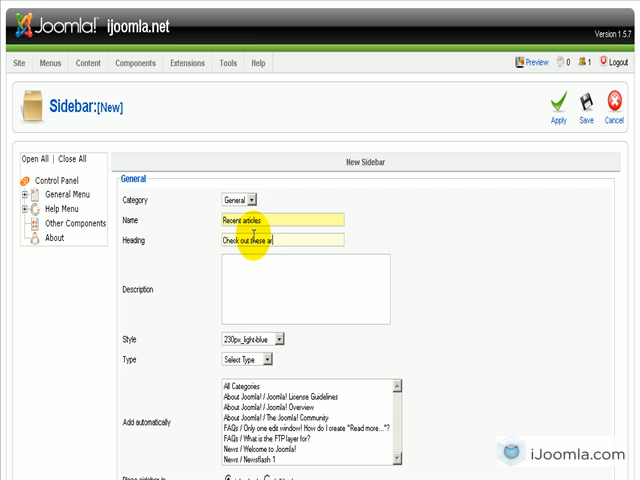 Joomla!® ijoomla.net
Version 1.5.7
Site Menus Content Components Extensions Tools Help Preview 0 1 Logout
Sidebar:[New]
Apply Save Cancel
Open All | Close All
Control Panel
General Menu
Help Menu
Other Components
About
New Sidebar
General
Category General
Name Recent articles
Heading Check out these ar
Description
Style 230px_light-blue
Type Select Type
Add automatically
All Categories
About Joomla! / Joomla! License Guidelines
About Joomla! / Joomla! Overview
About Joomla! / The Joomla! Community
FAQs / Only one edit window! How do I create "Read more..."?
FAQs / What is the FTP layer for?
News / Welcome to Joomla!
News / Newsflash 1
iJoomla.com